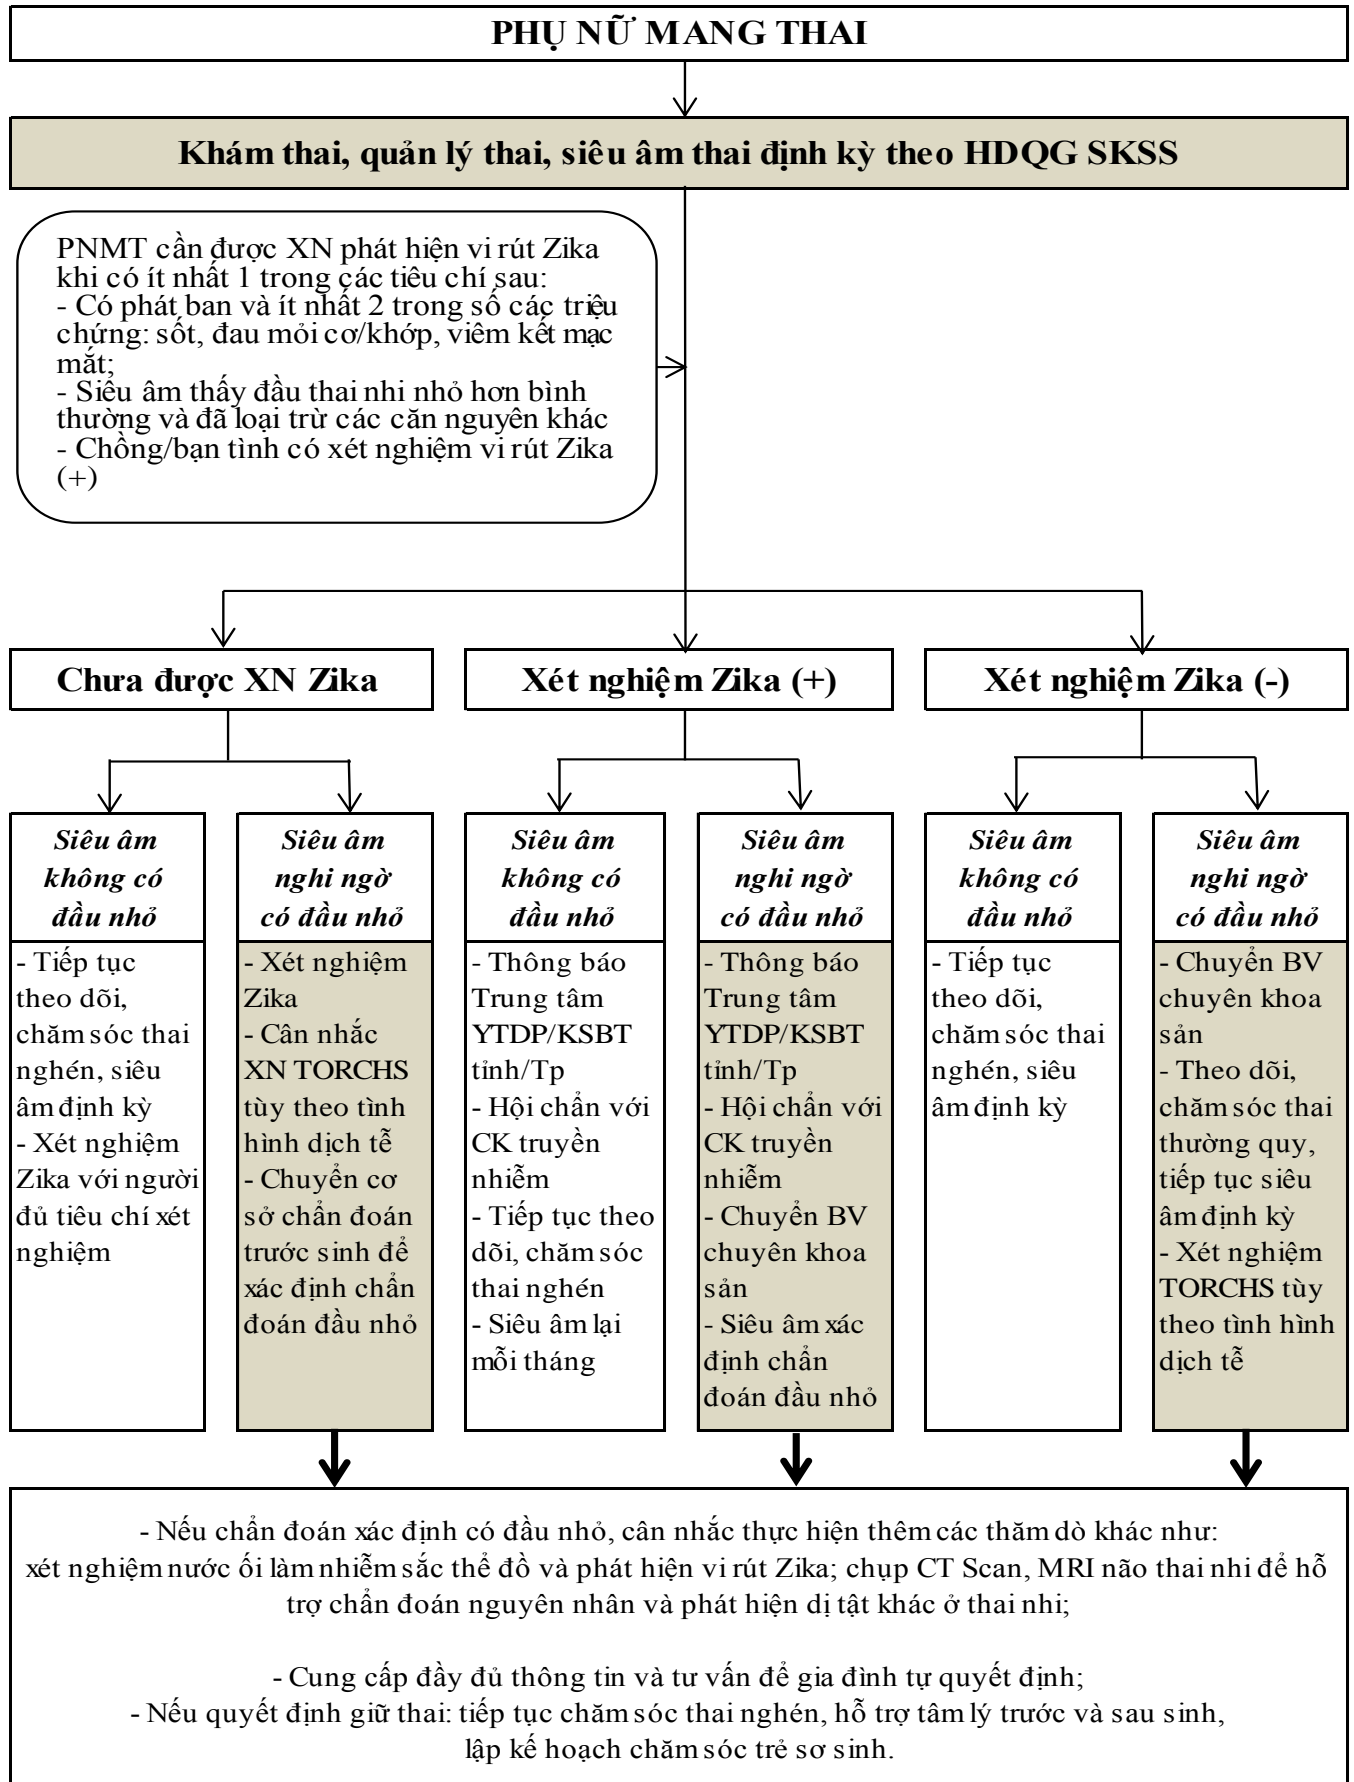 PHỤ NỮ MANG THAI
Khám thai, quản lý thai, siêu âm thai định kỳ theo HDQG SKSS
PNMT cần được XN phát hiện vi rút Zika
khi có ít nhất 1 trong các tiêu chí sau:
- Có phát ban và ít nhất 2 trong số các triệu
chứng: sốt, đau mỏi cơ/khớp, viêm kết mạc
mắt;
- Siêu âm thấy đầu thai nhi nhỏ hơn bình
thường và đã loại trừ các căn nguyên khác
- Chồng/bạn tình có xét nghiệm vi rút Zika
(+)
Chưa được XN Zika
Xét nghiệm Zika (+)
Xét nghiệm Zika (-)
Siêu âm
không có
đầu nhỏ
- Tiếp tục
theo dõi,
chăm sóc thai
nghén, siêu
âm định kỳ
- Xét nghiệm
Zika với người
đủ tiêu chí xét
nghiệm
Siêu âm
nghi ngờ
có đầu nhỏ
- Xét nghiệm
Zika
- Cân nhắc
XN TORCHS
tùy theo tình
hình dịch tễ
- Chuyển cơ
sở chẩn đoán
trước sinh để
xác định chẩn
đoán đầu nhỏ
Siêu âm
không có
đầu nhỏ
- Thông báo
Trung tâm
YTDP/KSBT
tỉnh/Tp
- Hội chẩn với
CK truyền
nhiễm
- Tiếp tục theo
dõi, chăm sóc
thai nghén
- Siêu âm lại
mỗi tháng
Siêu âm
nghi ngờ
có đầu nhỏ
- Thông báo
Trung tâm
YTDP/KSBT
tỉnh/Tp
- Hội chẩn với
CK truyền
nhiễm
- Chuyển BV
chuyên khoa
sản
- Siêu âm xác
định chẩn
đoán đầu nhỏ
Siêu âm
không có
đầu nhỏ
- Tiếp tục
theo dõi,
chăm sóc thai
nghén, siêu
âm định kỳ
Siêu âm
nghi ngờ
có đầu nhỏ
- Chuyển BV
chuyên khoa
sản
- Theo dõi,
chăm sóc thai
thường quy,
tiếp tục siêu
âm định kỳ
- Xét nghiệm
TORCHS tùy
theo tình hình
dịch tễ
- Nếu chẩn đoán xác định có đầu nhỏ, cân nhắc thực hiện thêm các thăm dò khác như:
xét nghiệm nước ối làm nhiễm sắc thể đồ và phát hiện vi rút Zika; chụp CT Scan, MRI não thai nhi để hỗ
trợ chẩn đoán nguyên nhân và phát hiện dị tật khác ở thai nhi;
- Cung cấp đầy đủ thông tin và tư vấn để gia đình tự quyết định;
- Nếu quyết định giữ thai: tiếp tục chăm sóc thai nghén, hỗ trợ tâm lý trước và sau sinh,
lập kế hoạch chăm sóc trẻ sơ sinh.